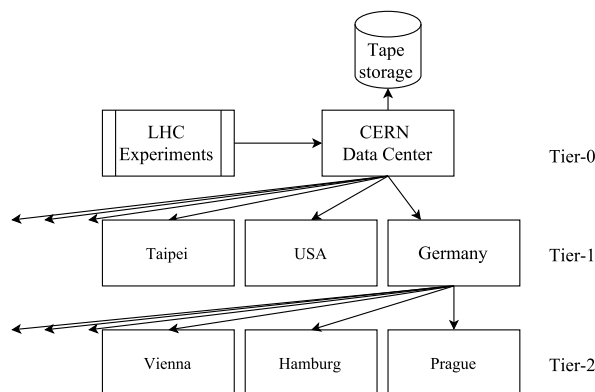 Tape
storage
LHC
Experiments
CERN
Data Center
Tier-0
Taipei
USA
Germany
Tier-1
Vienna
Hamburg
Prague
Tier-2